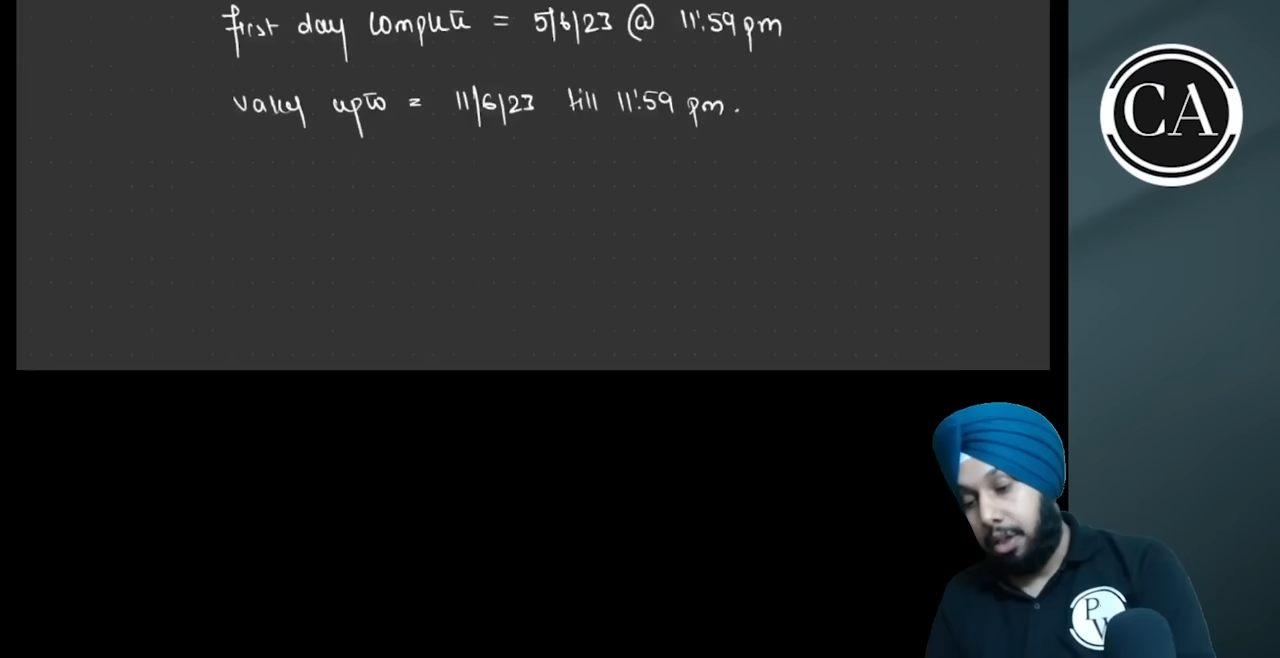 first day complete = 5/6/23 @ 11:59 pm
CA
valid upto = 11/6/23 till 11:59 pm.
PW